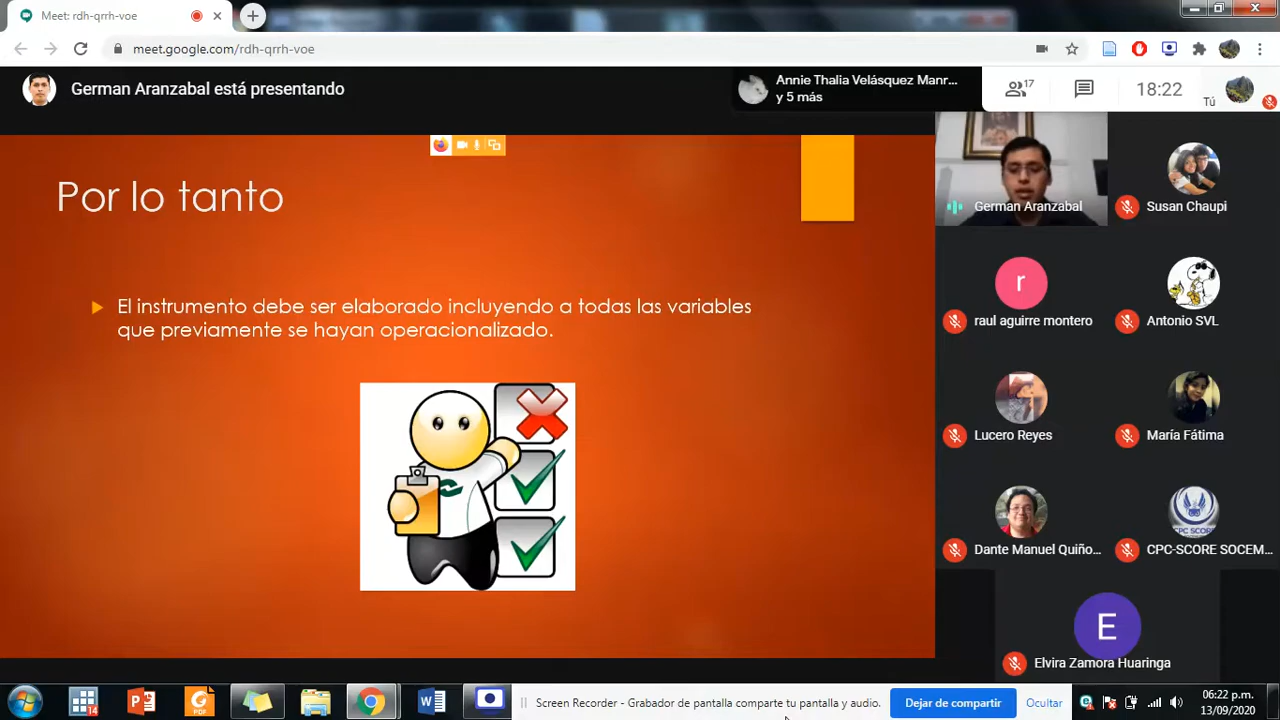 Meet: rdh-qrrh-voe
meet.google.com/rdh-qrrh-voe
German Aranzabal está presentando
Annie Thalia Velásquez Manr...
y 5 más
17
18:22
Tú
Por lo tanto
El instrumento debe ser elaborado incluyendo a todas las variables
que previamente se hayan operacionalizado.
German Aranzabal
Susan Chaupi
r
raul aguirre montero
Antonio SVL
Lucero Reyes
María Fátima
Dante Manuel Quiño...
CPC SCORE
CPC-SCORE SOCEM...
E
Elvira Zamora Huaringa
14
PDF
Screen Recorder - Grabador de pantalla comparte tu pantalla y audio.
Dejar de compartir
Ocultar
06:22 p.m.
13/09/2020